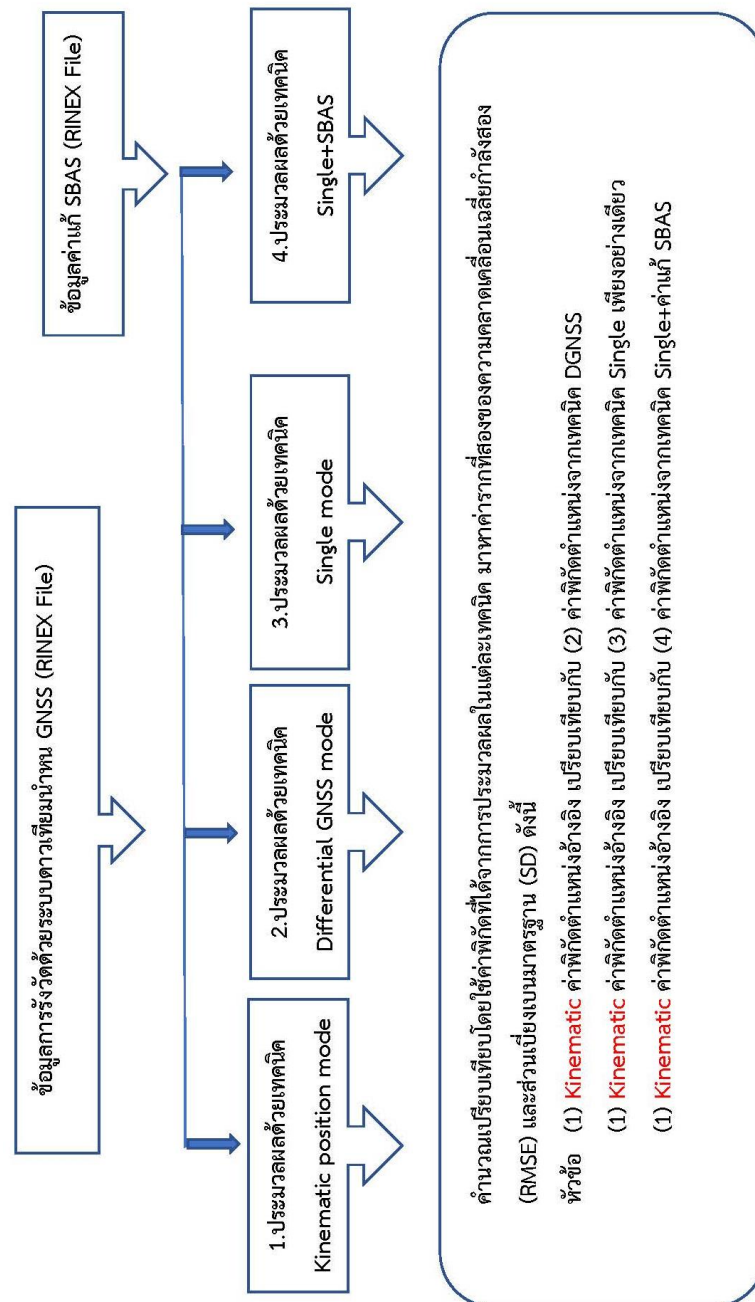 ข้อมูลการรังวัดด้วยระบบดาวเทียมนำหน GNSS (RINEX File)
ข้อมูลค่าแก้ SBAS (RINEX File)
1.ประมวลผลด้วยเทคนิค
Kinematic position mode
2.ประมวลผลด้วยเทคนิค
Differential GNSS mode
3.ประมวลผลด้วยเทคนิค
Single mode
4.ประมวลผลด้วยเทคนิค
Single+SBAS
คำนวณเปรียบเทียบโดยใช้ค่าพิกัดที่ได้จากการประมวลผลในแต่ละเทคนิค มาหาค่ารากที่สองของความคลาดเคลื่อนเฉลี่ยกำลังสอง
(RMSE) และส่วนเบี่ยงเบนมาตรฐาน (SD) ดังนี้
หัวข้อ (1) Kinematic ค่าพิกัดตำแหน่งอ้างอิง เปรียบเทียบกับ (2) ค่าพิกัดตำแหน่งจากเทคนิค DGNSS
(1) Kinematic ค่าพิกัดตำแหน่งอ้างอิง เปรียบเทียบกับ (3) ค่าพิกัดตำแหน่งจากเทคนิค Single เพียงอย่างเดียว
(1) Kinematic ค่าพิกัดตำแหน่งอ้างอิง เปรียบเทียบกับ (4) ค่าพิกัดตำแหน่งจากเทคนิค Single+ค่าแก้ SBAS